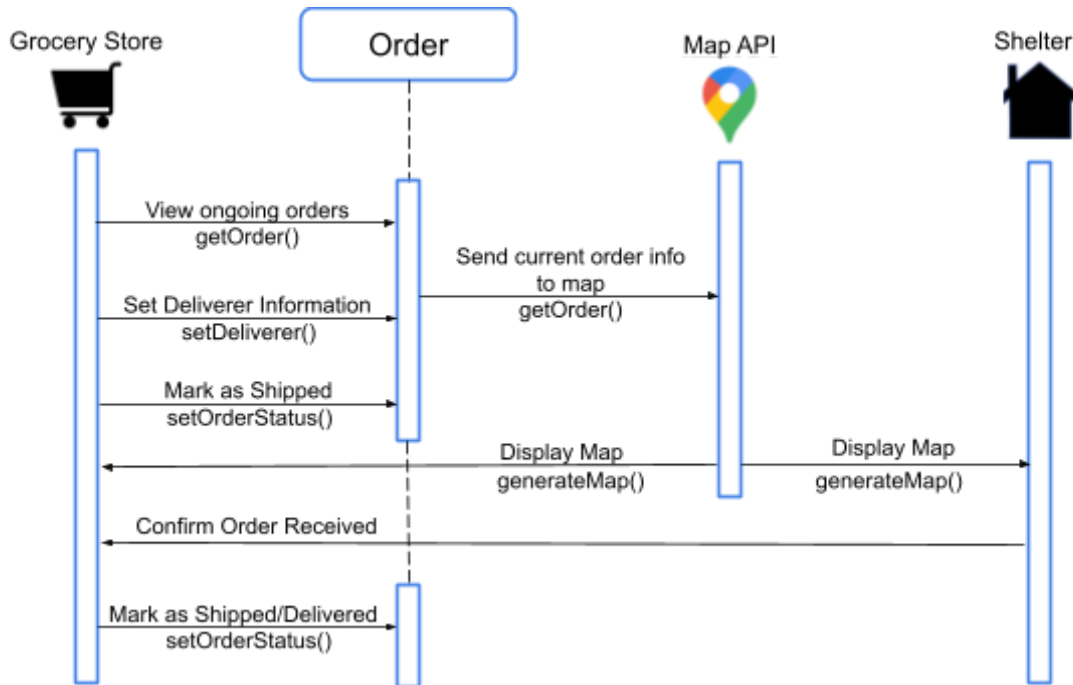 Grocery Store
Order
Map API
Shelter
View ongoing orders
getOrder()
Send current order info
to map
getOrder()
Set Deliverer Information
setDeliverer()
Mark as Shipped
setOrderStatus()
Display Map
generateMap()
Display Map
generateMap()
Confirm Order Received
Mark as Shipped/Delivered
setOrderStatus()